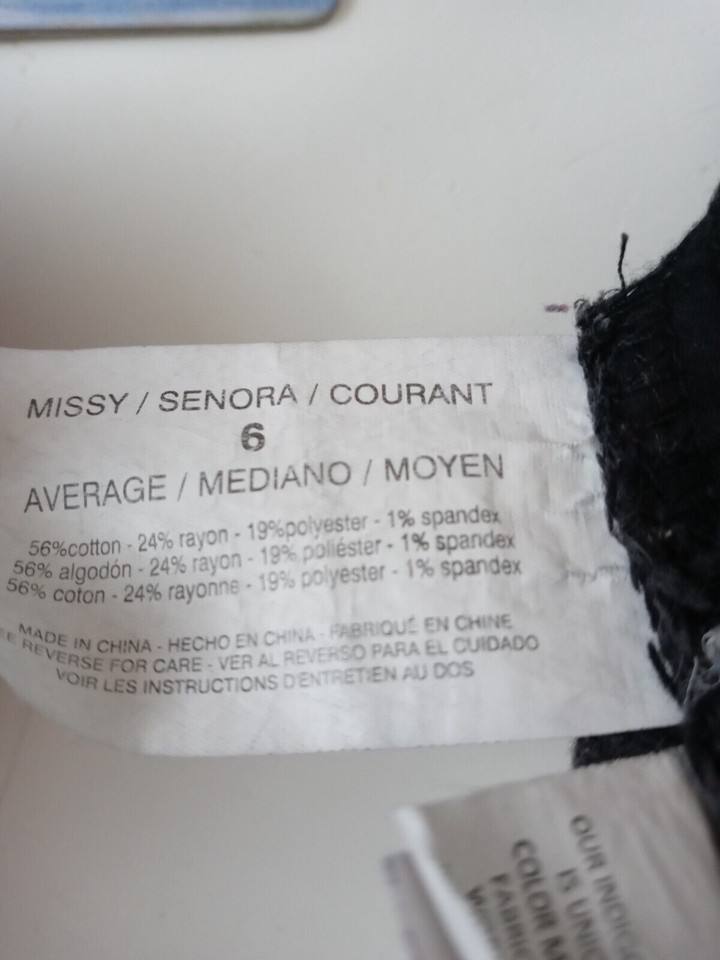 MISSY / SENORA / COURANT
6
AVERAGE / MEDIANO / MOYEN
56%cotton - 24% rayon - 19%polyester - 1% spandex
56% algodón - 24% rayon - 19% poliéster - 1% spandex
56% coton - 24% rayonne - 19% polyester - 1% spandex
MADE IN CHINA - HECHO EN CHINA - FABRIQUÉ EN CHINE
REVERSE FOR CARE - VER AL REVERSO PARA EL CUIDADO
VOIR LES INSTRUCTIONS D'ENTRETIEN AU DOS
OUR INDIG
IS UNI
COLOR M
FABRIC